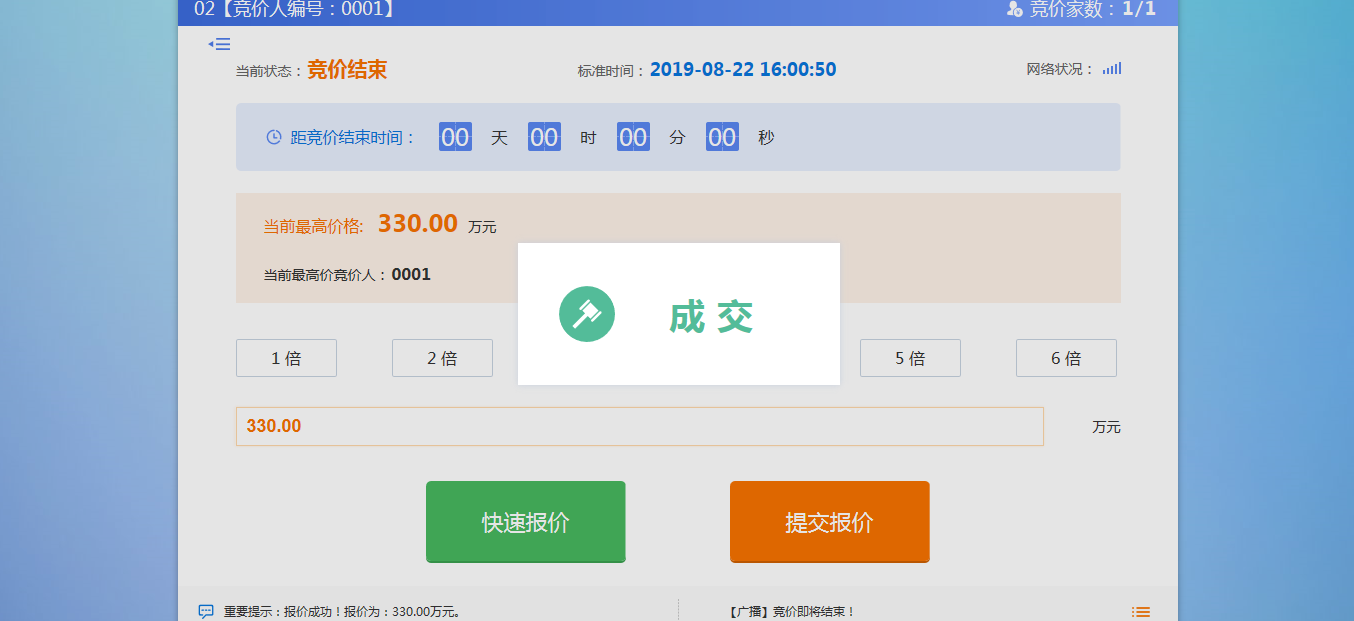 02【竞价人编号：0001】 竞价家数：1/1
当前状态：竞价结束 标准时间：2019-08-22 16:00:50 网络状况：
距竞价结束时间： 00 天 00 时 00 分 00 秒
当前最高价格: 330.00 万元
当前最高价竞价人：0001
成交
1 倍 2 倍 5 倍 6 倍
330.00 万元
快速报价 提交报价
重要提示：报价成功！报价为：330.00万元。 【广播】竞价即将结束！